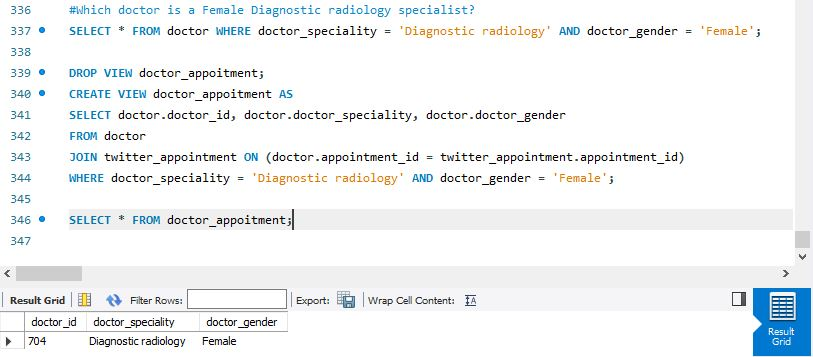 336 #Which doctor is a Female Diagnostic radiology specialist?
337 SELECT * FROM doctor WHERE doctor_speciality = 'Diagnostic radiology' AND doctor_gender = 'Female';
338
339 DROP VIEW doctor_appoitment;
340 CREATE VIEW doctor_appoitment AS
341 SELECT doctor.doctor_id, doctor.doctor_speciality, doctor.doctor_gender
342 FROM doctor
343 JOIN twitter_appointment ON (doctor.appointment_id = twitter_appointment.appointment_id)
344 WHERE doctor_speciality = 'Diagnostic radiology' AND doctor_gender = 'Female';
345
346 SELECT * FROM doctor_appoitment;
347
Result Grid Filter Rows: Export: Wrap Cell Content: IA
doctor_id doctor_speciality doctor_gender
704 Diagnostic radiology Female
Result
Grid